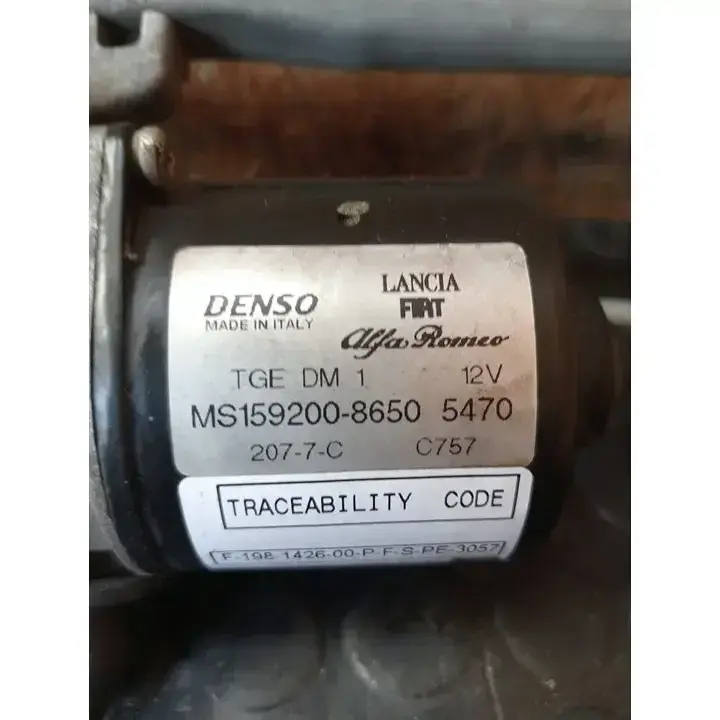 DENSO
MADE IN ITALY
LANCIA
FIAT
Alfa Romeo
TGE DM 1 12V
MS159200-8650 5470
207-7-C C757
TRACEABILITY CODE
F-198 1426-00-P-F-S-PE-3057